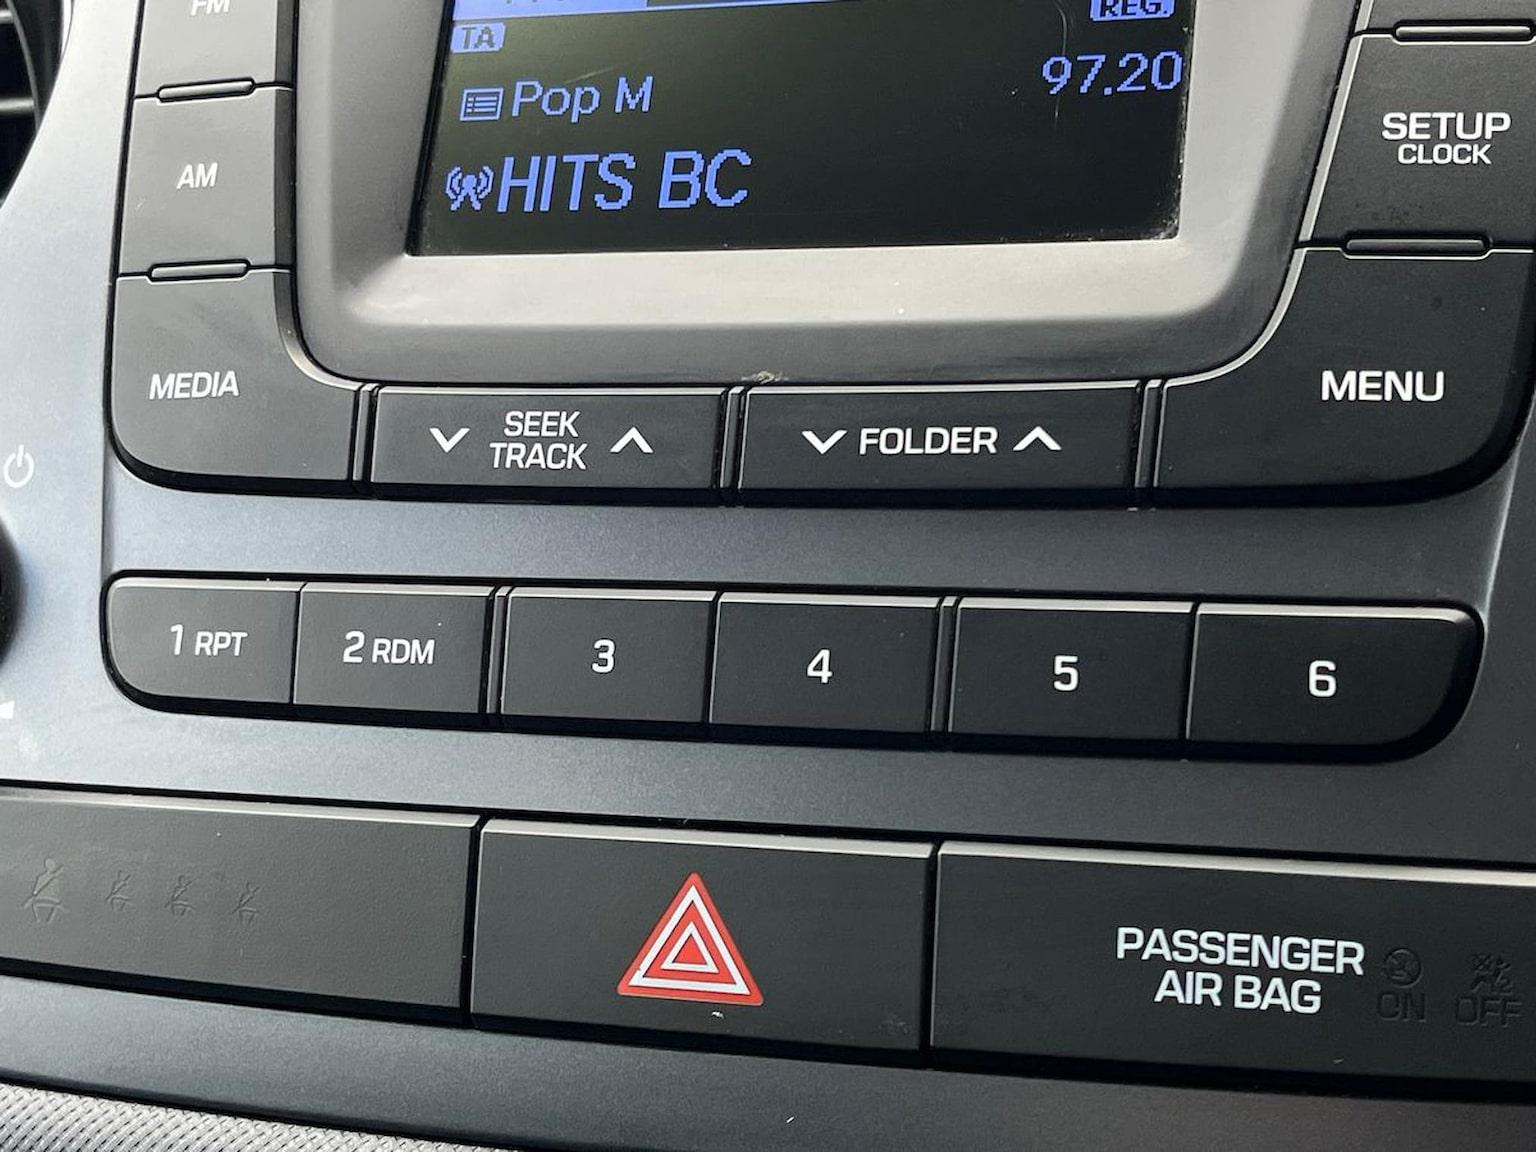 FM
REG.
TA
Pop M
97.20
HITS BC
AM
SETUP
CLOCK
MEDIA
SEEK
TRACK
FOLDER
MENU
1 RPT
2 RDM
3
4
5
6
PASSENGER
AIR BAG
ON
OFF